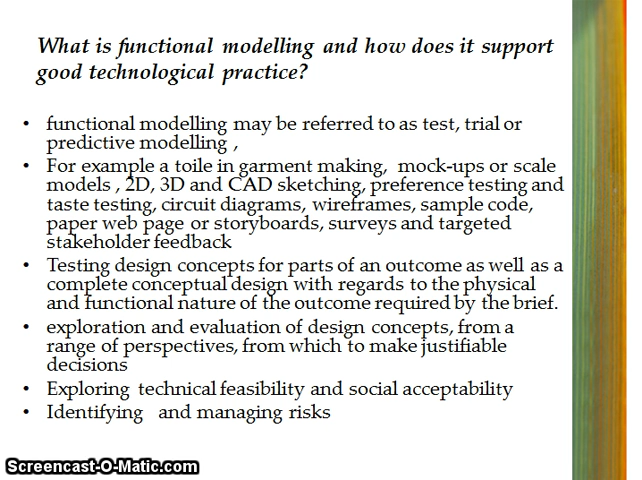 What is functional modelling and how does it support
good technological practice?
• functional modelling may be referred to as test, trial or
predictive modelling ,
• For example a toile in garment making, mock-ups or scale
models , 2D, 3D and CAD sketching, preference testing and
taste testing, circuit diagrams, wireframes, sample code,
paper web page or storyboards, surveys and targeted
stakeholder feedback
• Testing design concepts for parts of an outcome as well as a
complete conceptual design with regards to the physical
and functional nature of the outcome required by the brief.
• exploration and evaluation of design concepts, from a
range of perspectives, from which to make justifiable
decisions
• Exploring technical feasibility and social acceptability
• Identifying and managing risks
Screencast-O-Matic.com